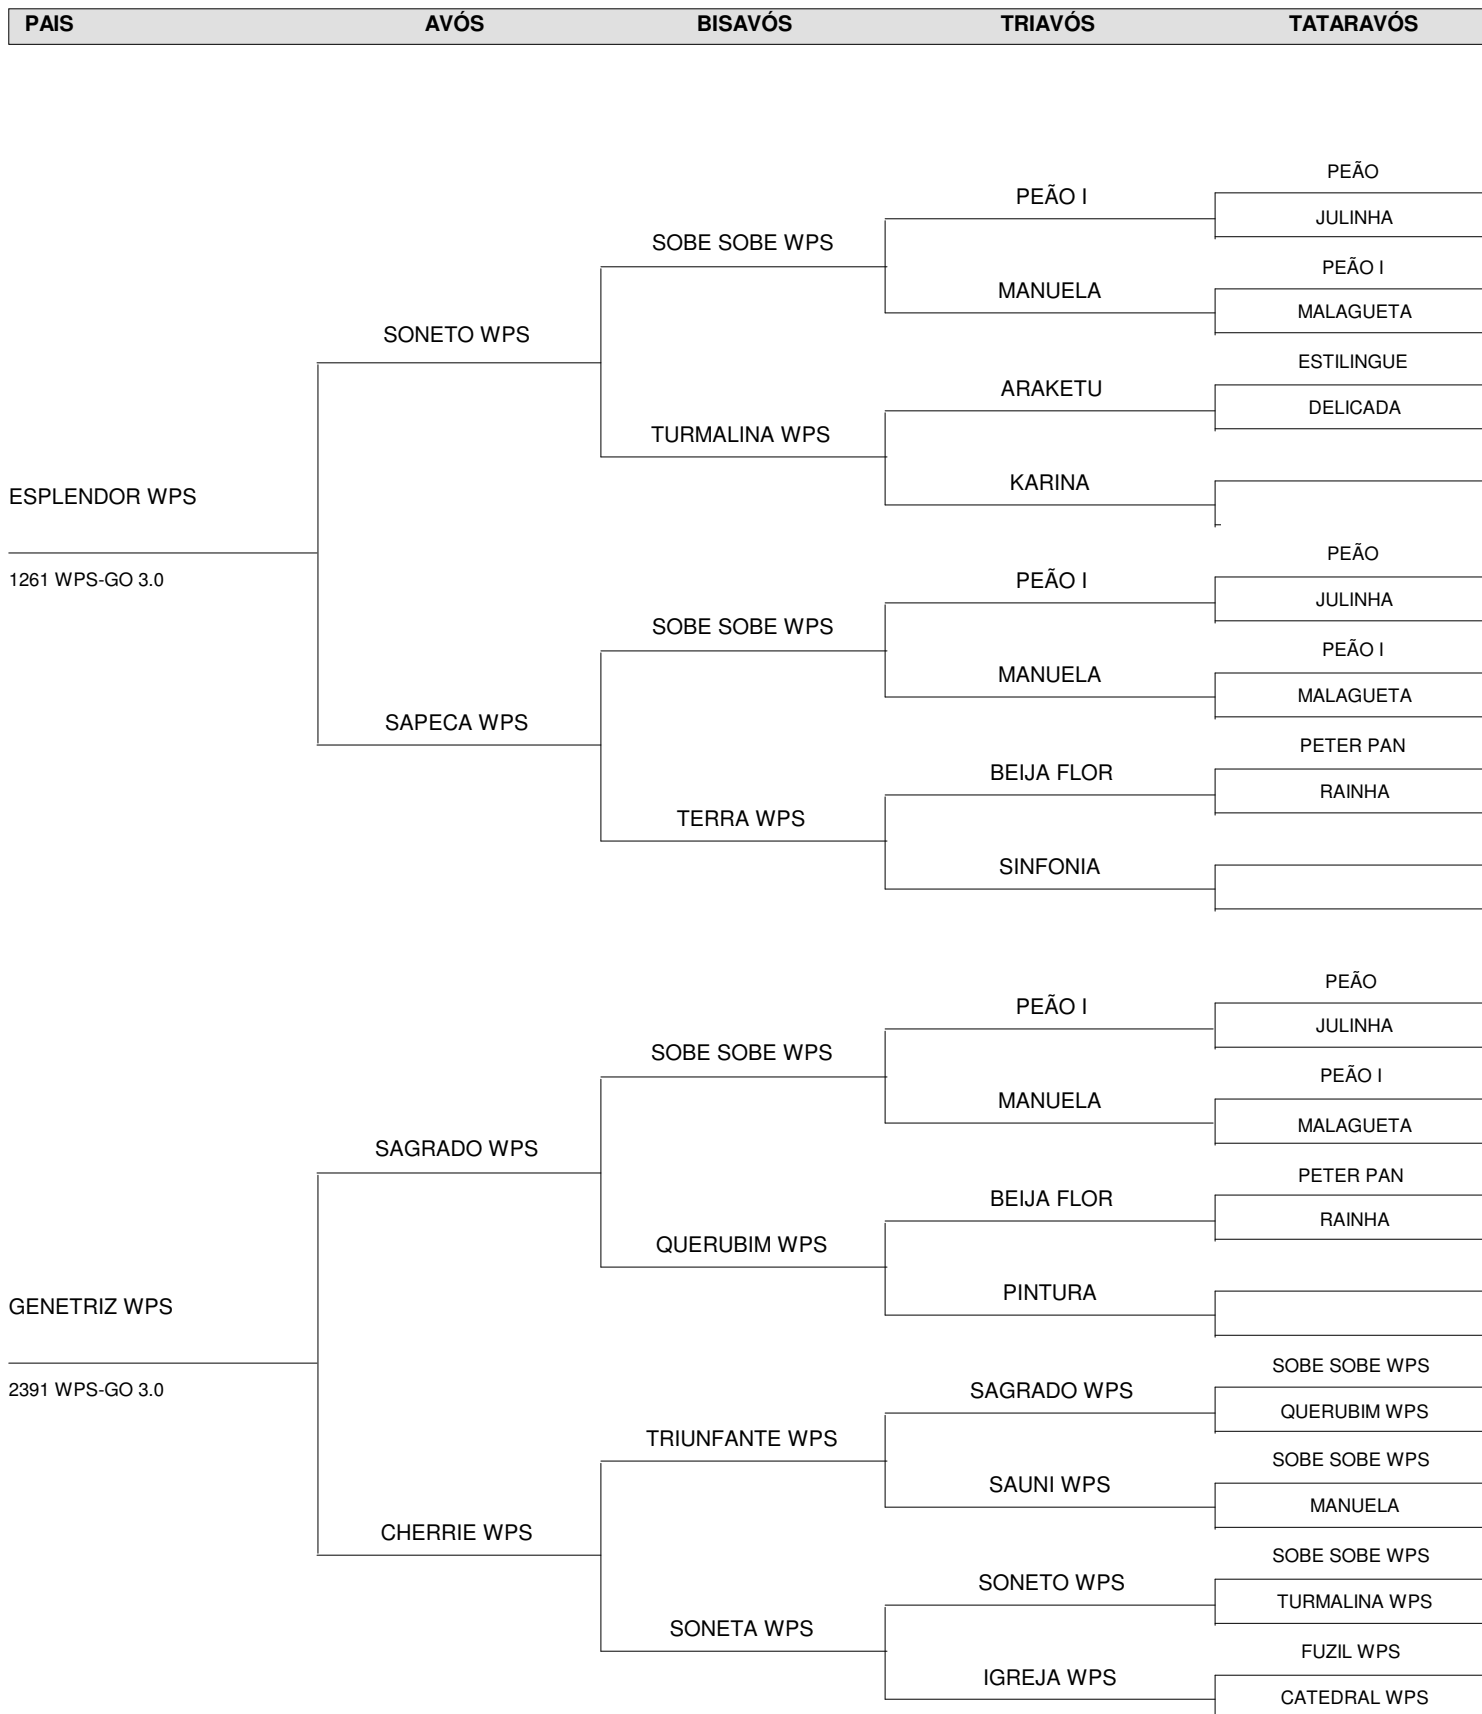 PAIS AVÓS BISAVÓS TRIAVÓS TATARAVÓS
PEÃO
PEÃO I
JULINHA
SOBE SOBE WPS
PEÃO I
MANUELA
MALAGUETA
SONETO WPS
ESTILINGUE
ARAKETU
DELICADA
TURMALINA WPS
KARINA
ESPLENDOR WPS
1261 WPS-GO 3.0
PEÃO
PEÃO I
JULINHA
SOBE SOBE WPS
PEÃO I
MANUELA
MALAGUETA
SAPECA WPS
PETER PAN
BEIJA FLOR
RAINHA
TERRA WPS
SINFONIA
PEÃO
PEÃO I
JULINHA
SOBE SOBE WPS
PEÃO I
MANUELA
MALAGUETA
SAGRADO WPS
PETER PAN
BEIJA FLOR
RAINHA
QUERUBIM WPS
PINTURA
GENETRIZ WPS
2391 WPS-GO 3.0
SOBE SOBE WPS
SAGRADO WPS
QUERUBIM WPS
TRIUNFANTE WPS
SOBE SOBE WPS
SAUNI WPS
MANUELA
CHERRIE WPS
SOBE SOBE WPS
SONETO WPS
TURMALINA WPS
SONETA WPS
FUZIL WPS
IGREJA WPS
CATEDRAL WPS